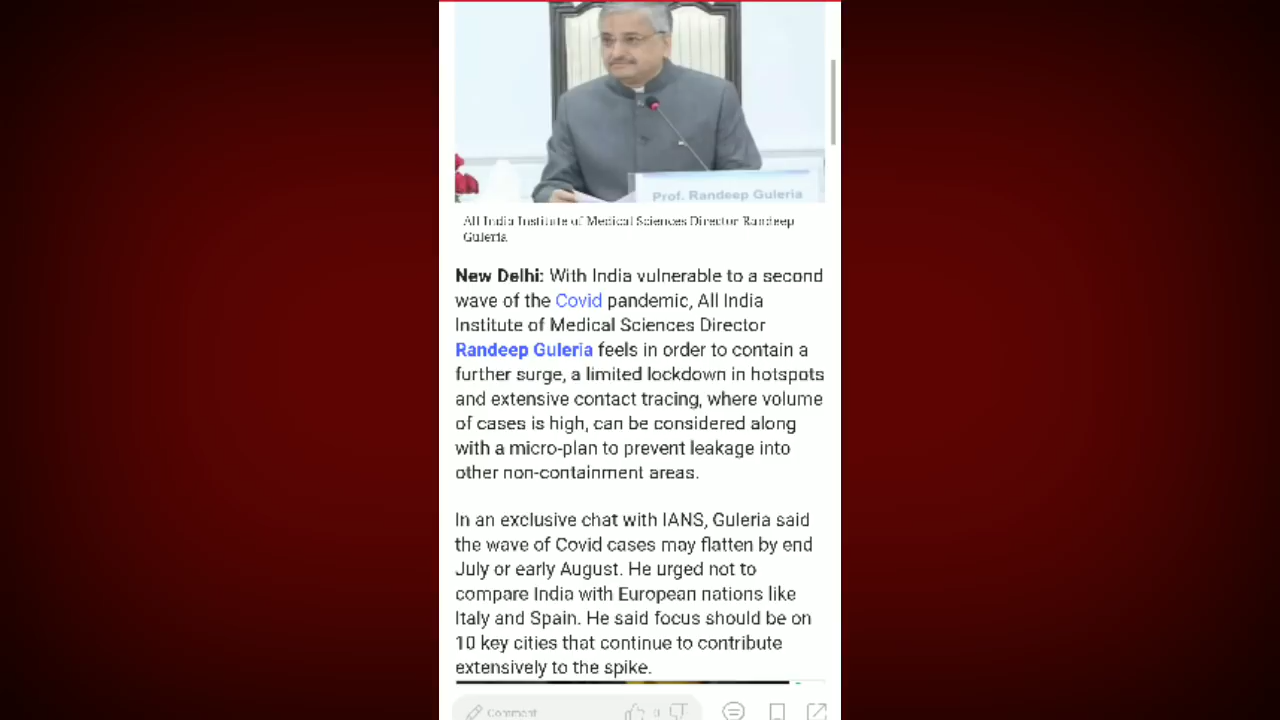 Prof. Randeep Guleria
All India Institute of Medical Sciences Director Randeep
Guleria
New Delhi: With India vulnerable to a second
wave of the Covid pandemic, All India
Institute of Medical Sciences Director
Randeep Guleria feels in order to contain a
further surge, a limited lockdown in hotspots
and extensive contact tracing, where volume
of cases is high, can be considered along
with a micro-plan to prevent leakage into
other non-containment areas.
In an exclusive chat with IANS, Guleria said
the wave of Covid cases may flatten by end
July or early August. He urged not to
compare India with European nations like
Italy and Spain. He said focus should be on
10 key cities that continue to contribute
extensively to the spike.
Comment